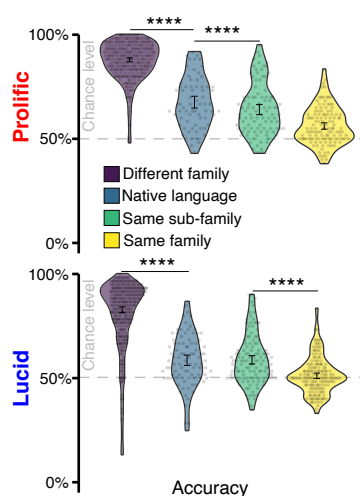 **** ****
100%
Chance level
Prolific
50%
Different family
Native language
Same sub-family
Same family
0%
**** ****
100%
Chance level
Lucid
50%
0%
Accuracy